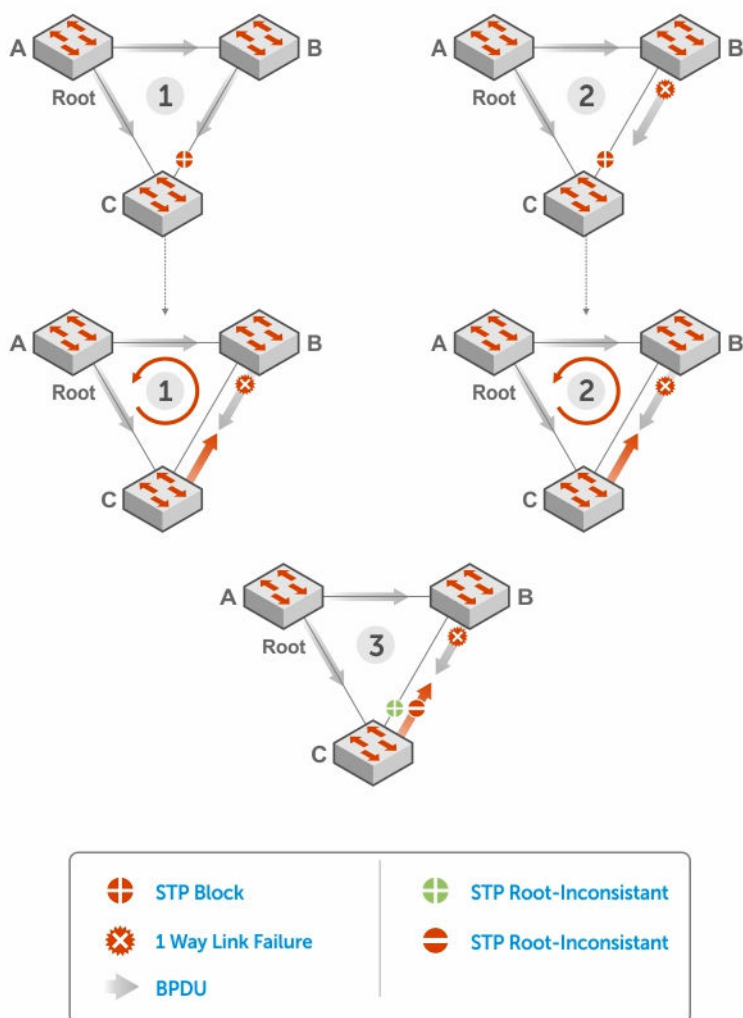 A
B
Root
1
C
A
B
Root
2
C
A
B
Root
1
C
A
B
Root
2
C
A
B
Root
3
C
STP Block
1 Way Link Failure
BPDU
STP Root-Inconsistant
STP Root-Inconsistant